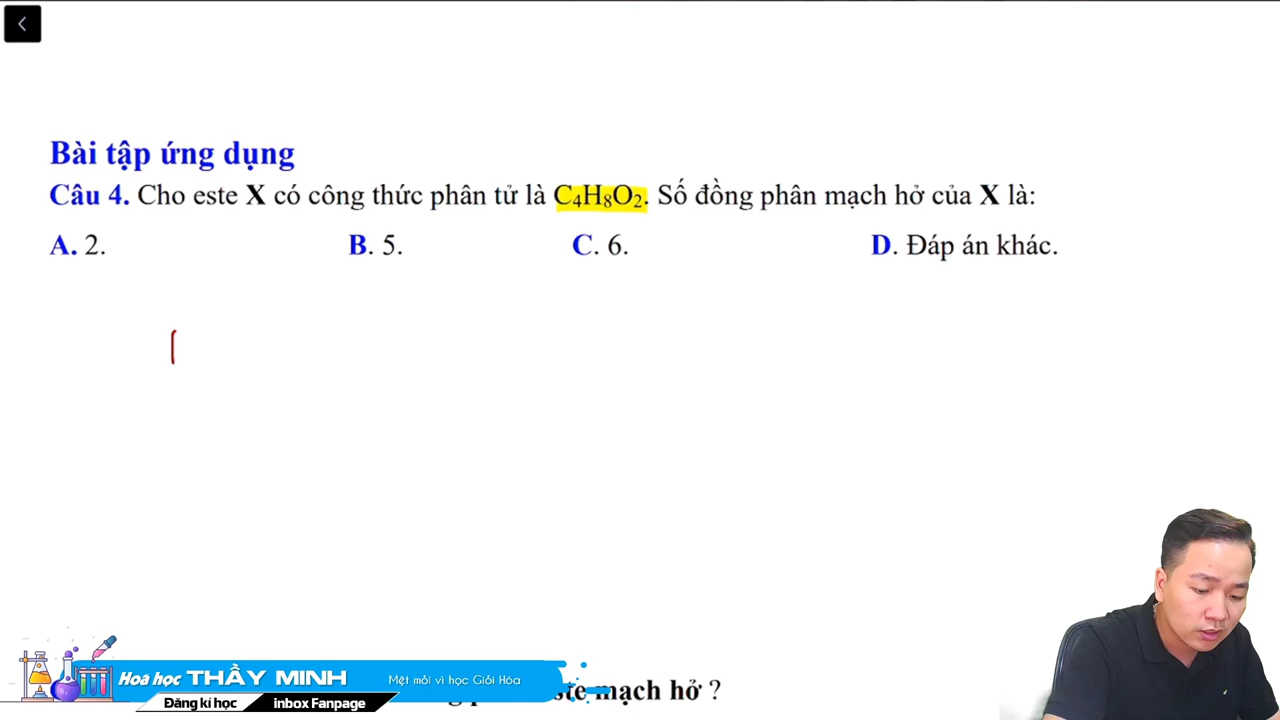 Bài tập ứng dụng
Câu 4. Cho este X có công thức phân tử là C₄H₈O₂. Số đồng phân mạch hở của X là:
A. 2. B. 5. C. 6. D. Đáp án khác.
Hoá học THẦY MINH
Mệt mỏi vì học Giỏi Hóa
mạch hở ?
Đăng kí học inbox Fanpage